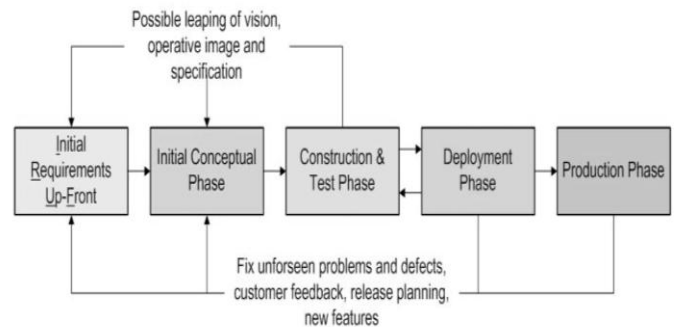 Possible leaping of vision,
operative image and
specification
Initial
Requirements
Up-Front
Initial Conceptual
Phase
Construction &
Test Phase
Deployment
Phase
Production Phase
Fix unforseen problems and defects,
customer feedback, release planning,
new features